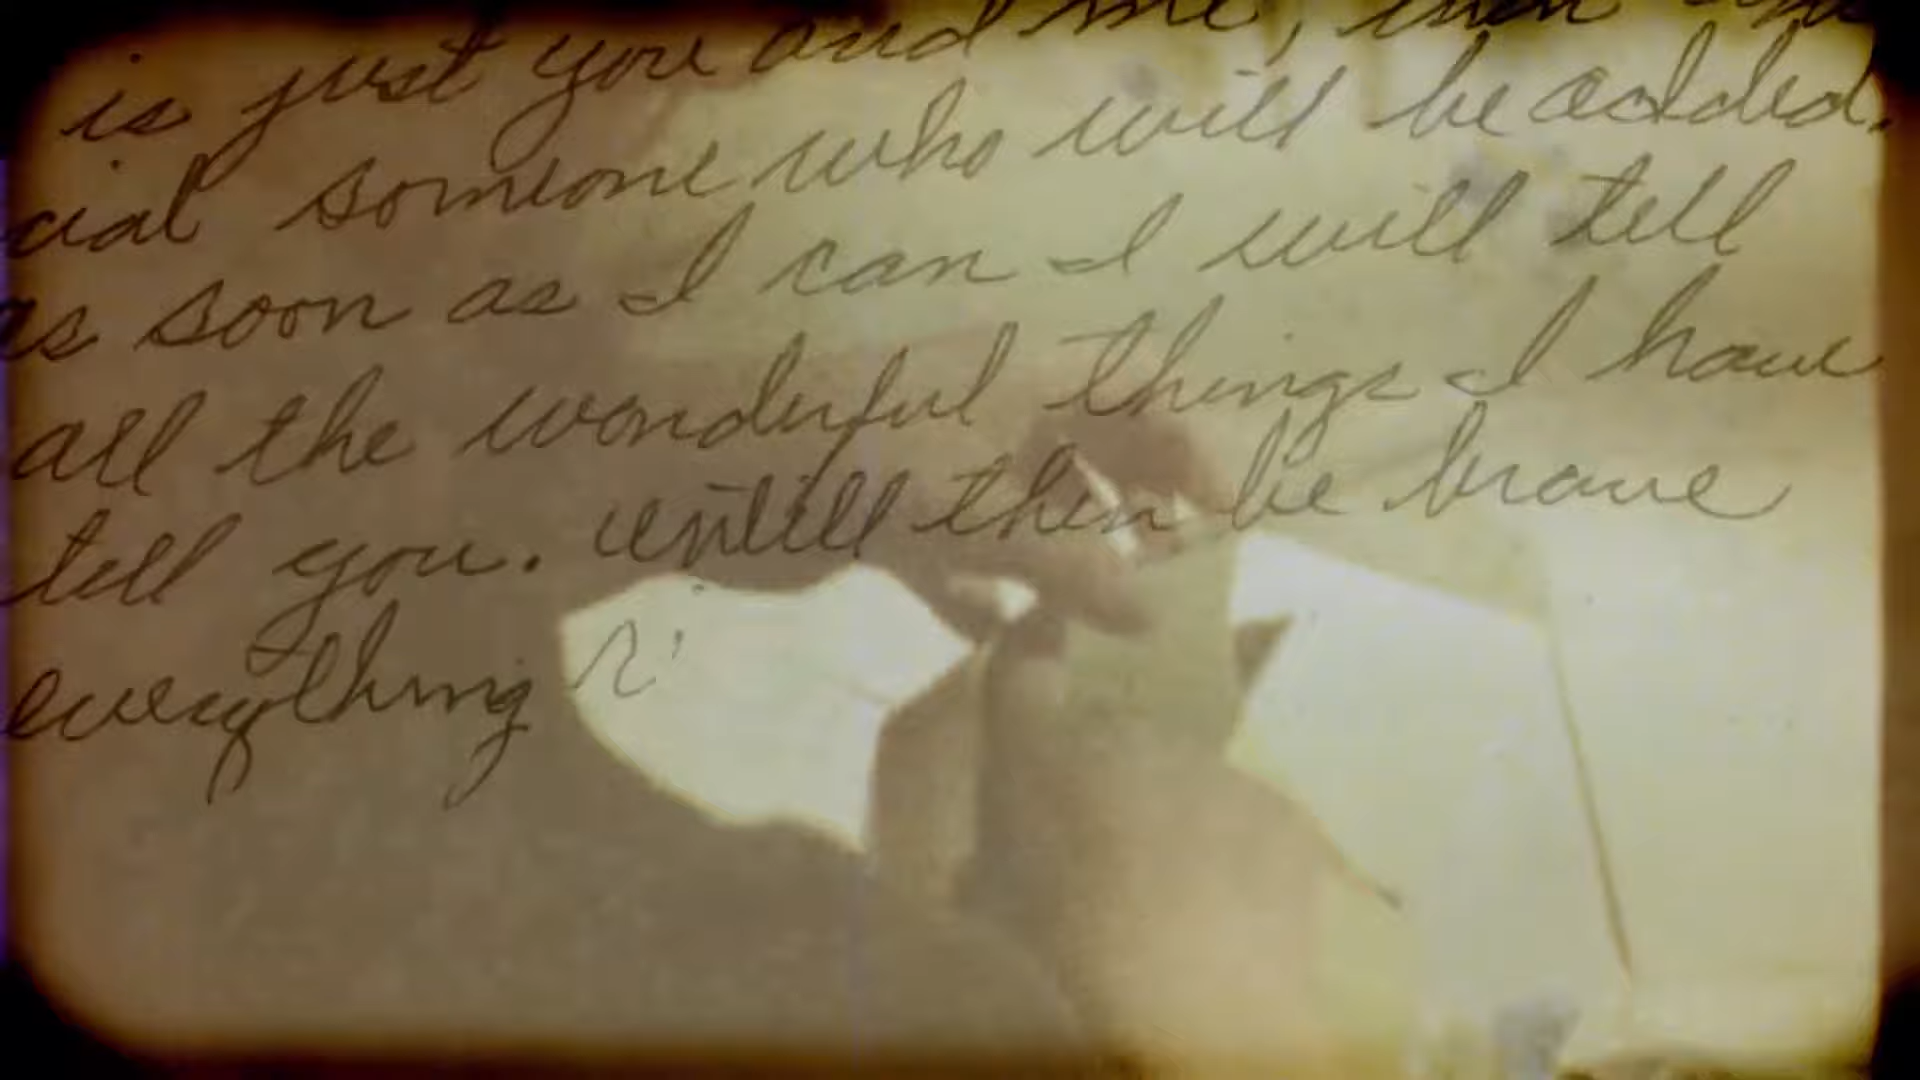 is just you and me, then
cial someone who will be added.
as soon as I can I will tell
all the wonderful things I have
tell you. untill then be brave
everything